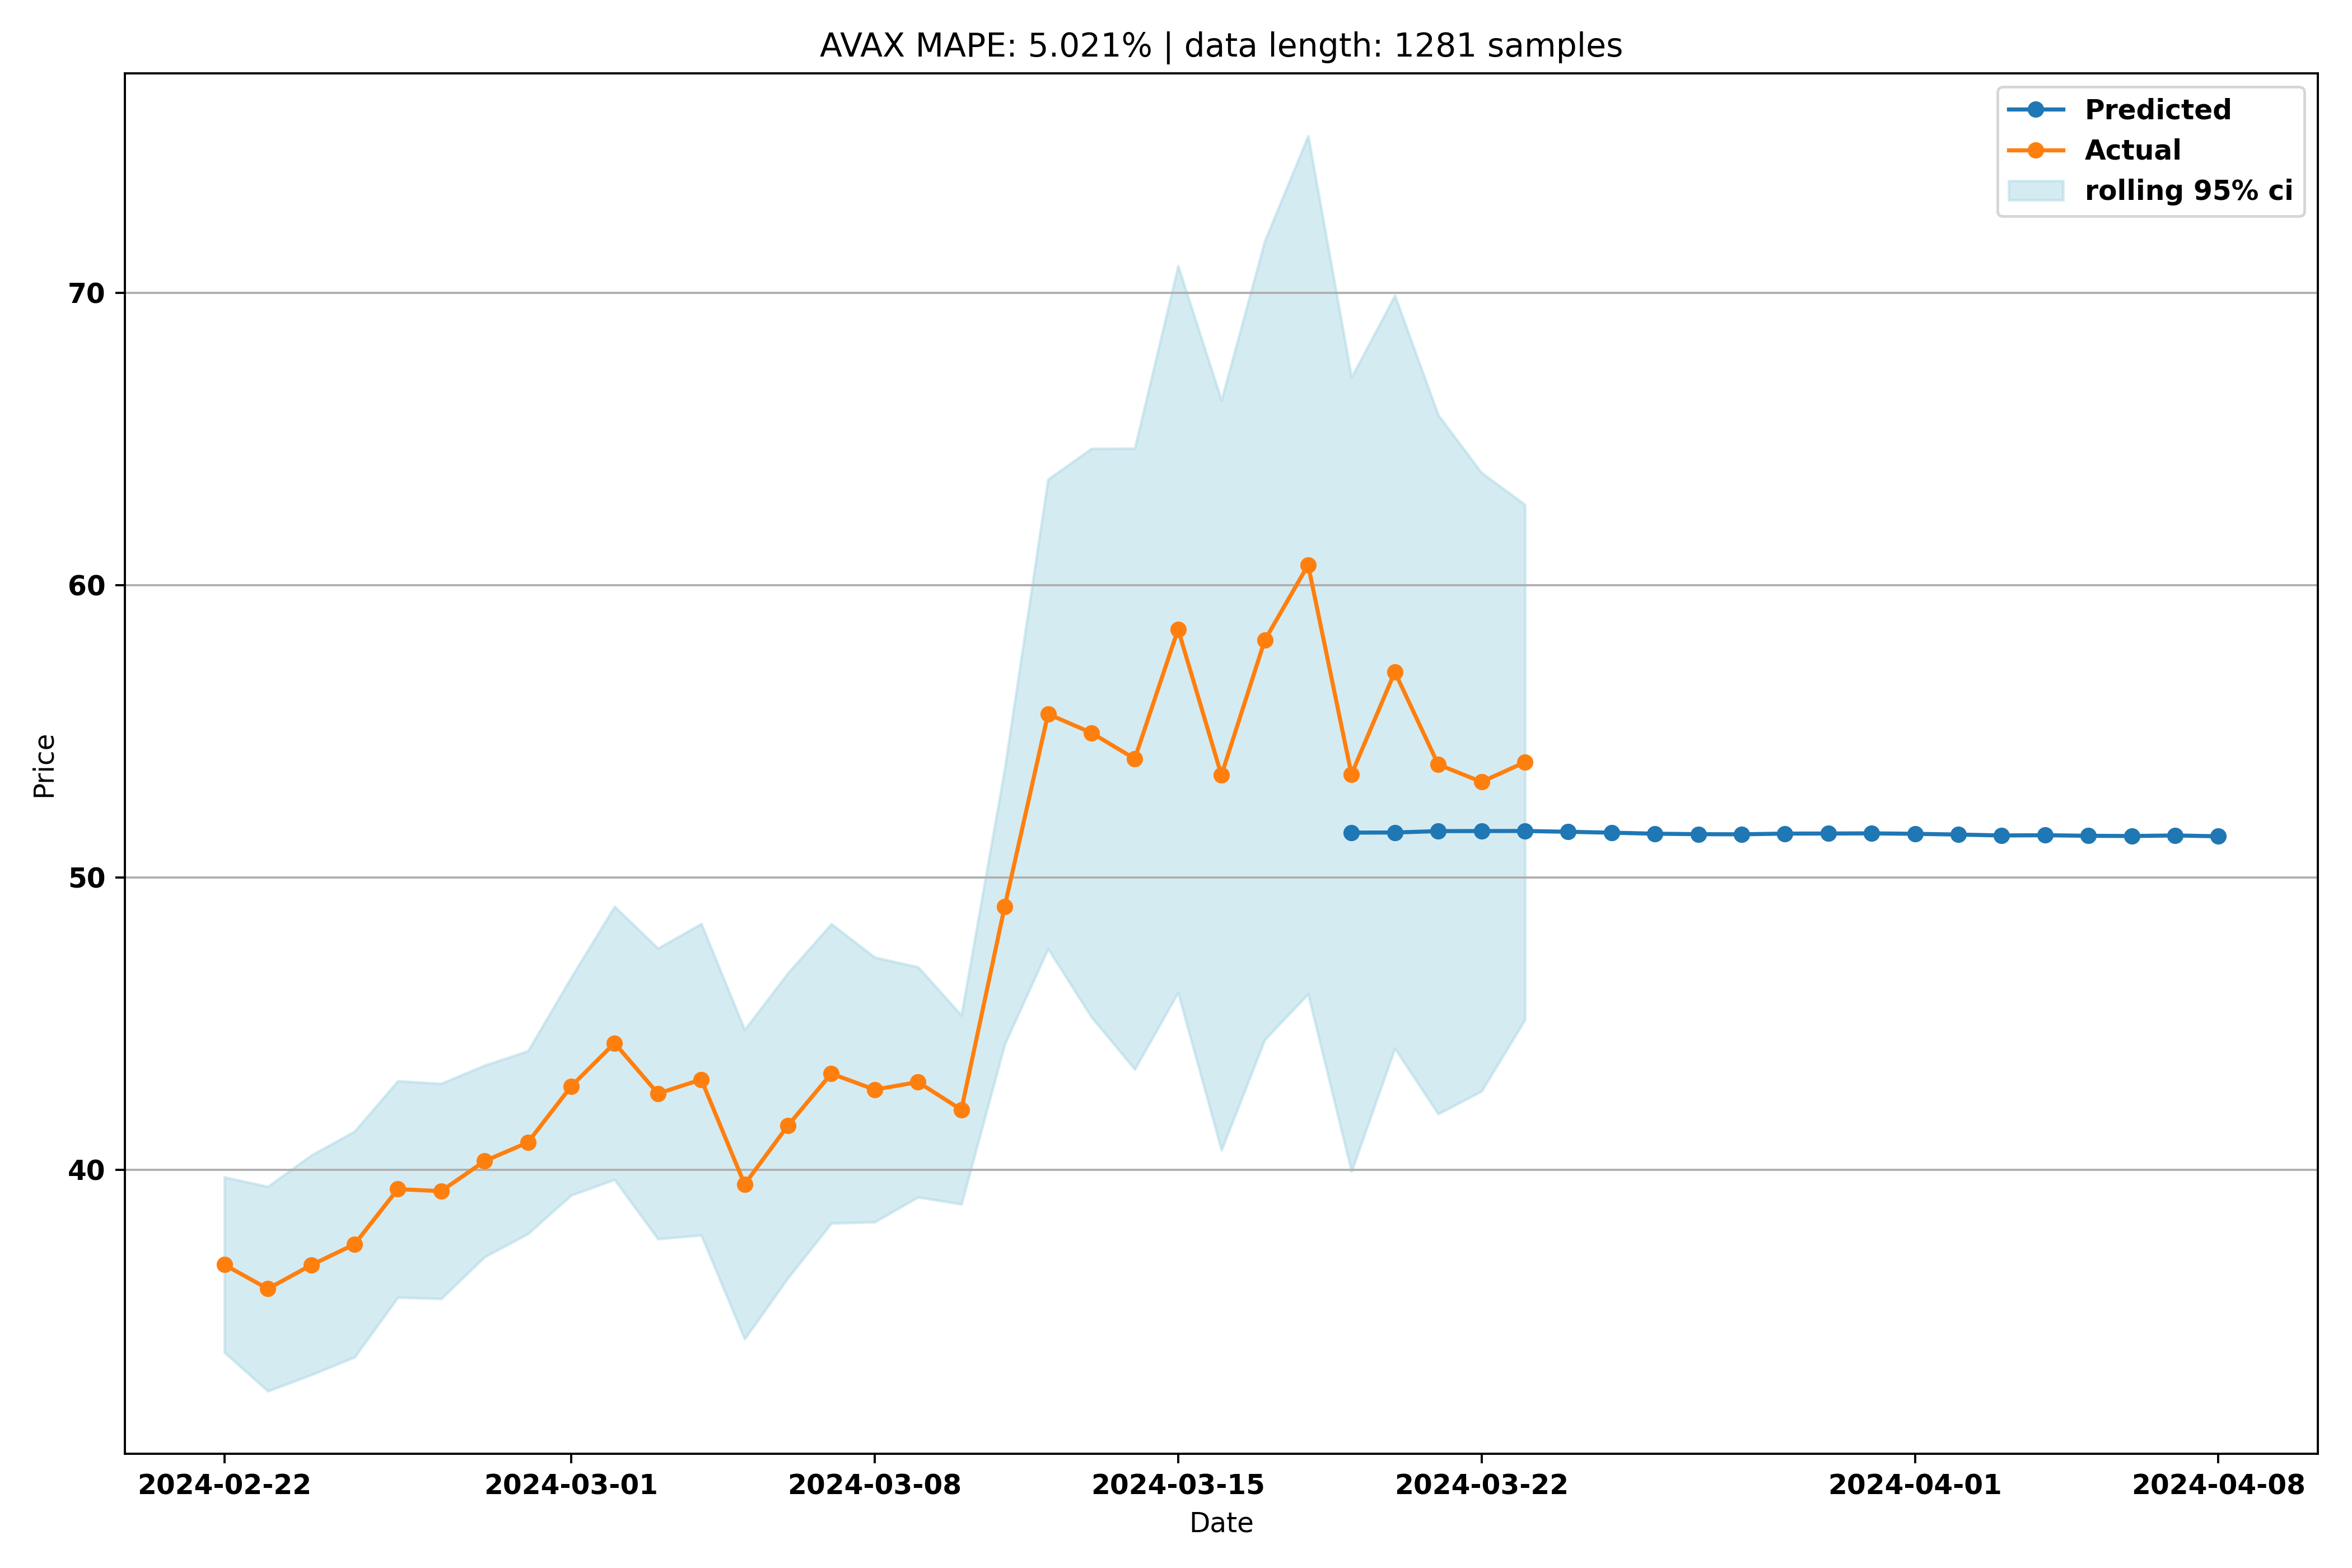 AVAX MAPE: 5.021% | data length: 1281 samples
Predicted
Actual
rolling 95% ci
70
60
50
40
Price
2024-02-22
2024-03-01
2024-03-08
2024-03-15
2024-03-22
2024-04-01
2024-04-08
Date